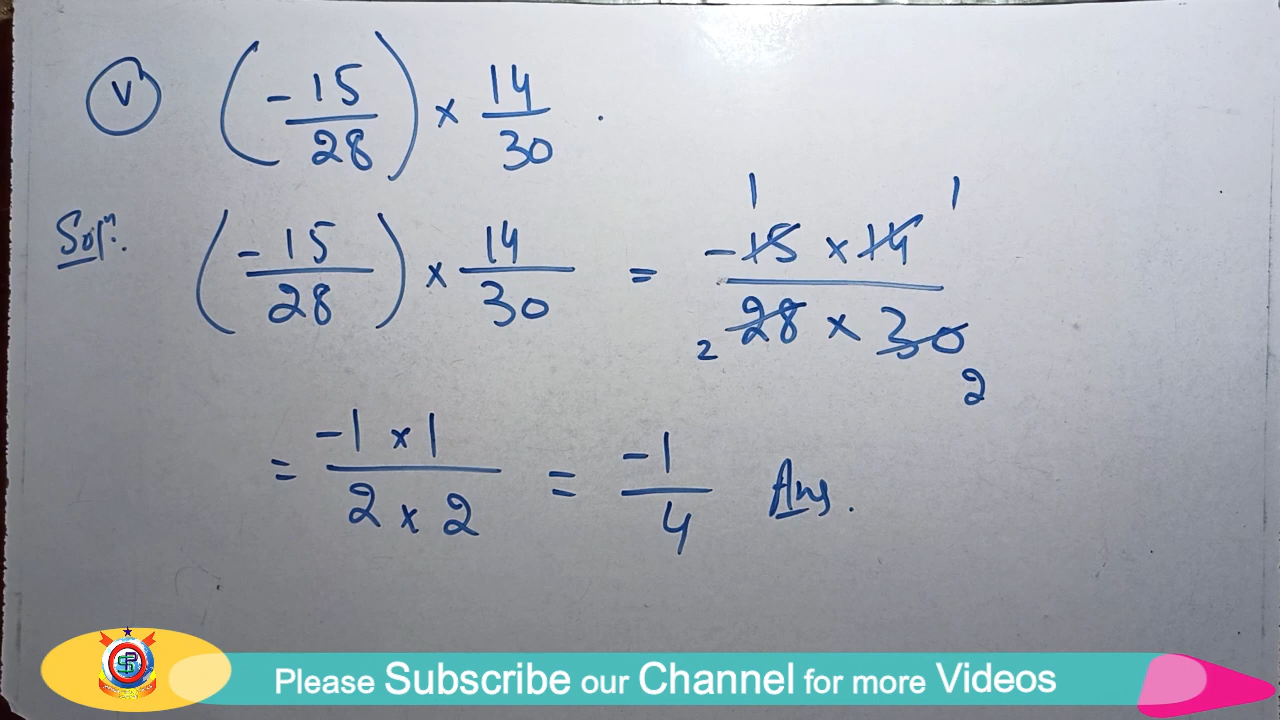 (v) (-15/28) × 14/30 .
Solⁿ: (-15/28) × 14/30 = (-15 × 14)/(28 × 30) 1 1 2 2
= (-1 × 1)/(2 × 2) = -1/4 Ans.
Please Subscribe our Channel for more Videos